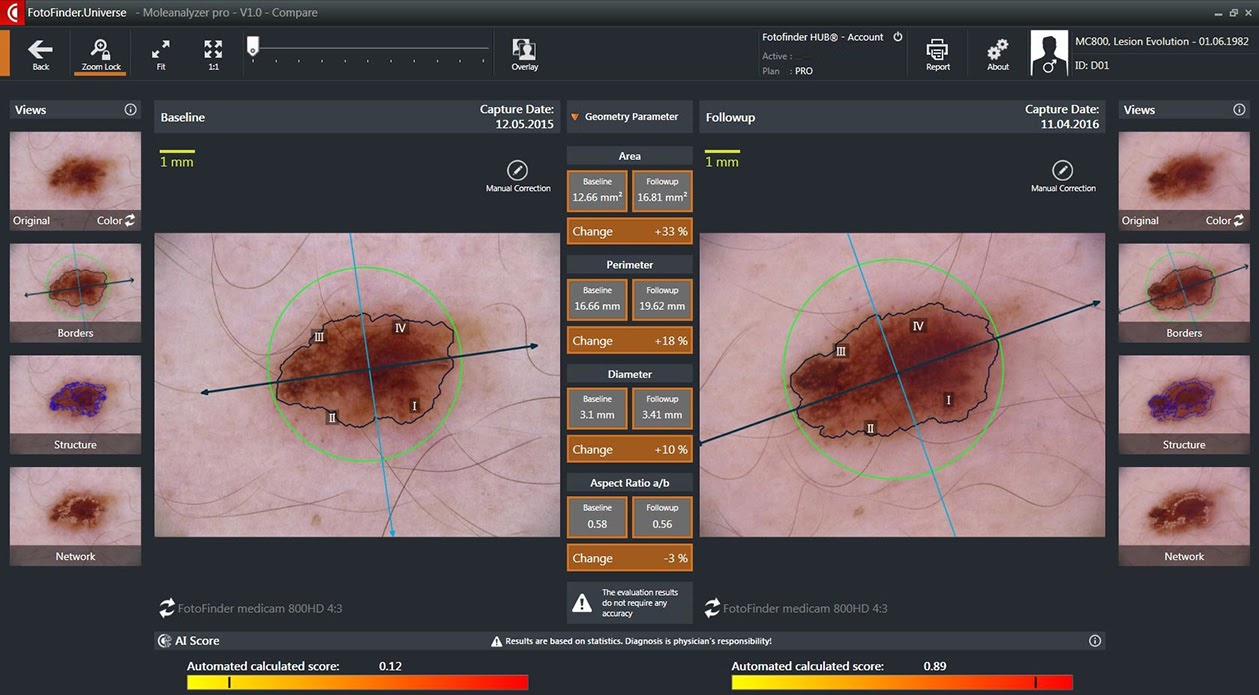 FotoFinder.Universe - Moleanalyzer pro - V1.0 - Compare
Back
Zoom Lock
Fit
1:1
Overlay
Fotofinder HUB® - Account
Active :
Plan : PRO
Report
About
MC800, Lesion Evolution - 01.06.1982
ID: D01
Views
Original Color
Borders
Structure
Network
Baseline
Capture Date:
12.05.2015
1 mm
Manual Correction
III
IV
II
I
FotoFinder medicam 800HD 4:3
Geometry Parameter
Area
Baseline Followup
12.66 mm² 16.81 mm²
Change +33 %
Perimeter
Baseline Followup
16.66 mm 19.62 mm
Change +18 %
Diameter
Baseline Followup
3.1 mm 3.41 mm
Change +10 %
Aspect Ratio a/b
Baseline Followup
0.58 0.56
Change -3 %
The evaluation results
do not require any
accuracy
Followup
Capture Date:
11.04.2016
1 mm
Manual Correction
III
IV
II
I
FotoFinder medicam 800HD 4:3
Views
Original Color
Borders
Structure
Network
AI Score
Results are based on statistics. Diagnosis is physician's responsibility!
Automated calculated score: 0.12
Automated calculated score: 0.89